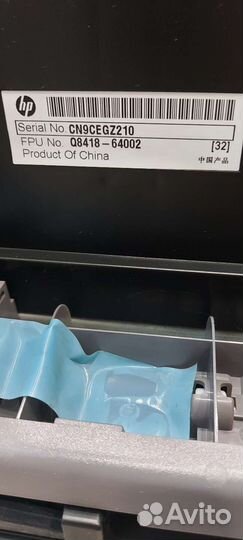 hp
Serial No. CN9CEGZ210
FPU No. Q8418-64002 [32]
Product Of China 中国产品
Avito